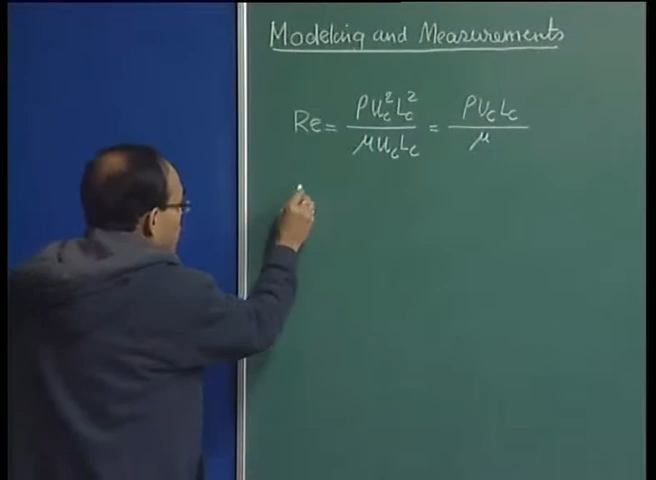 Modeling and Measurements
Re = ρU_c²L_c² / μU_cL_c = ρU_cL_c / μ